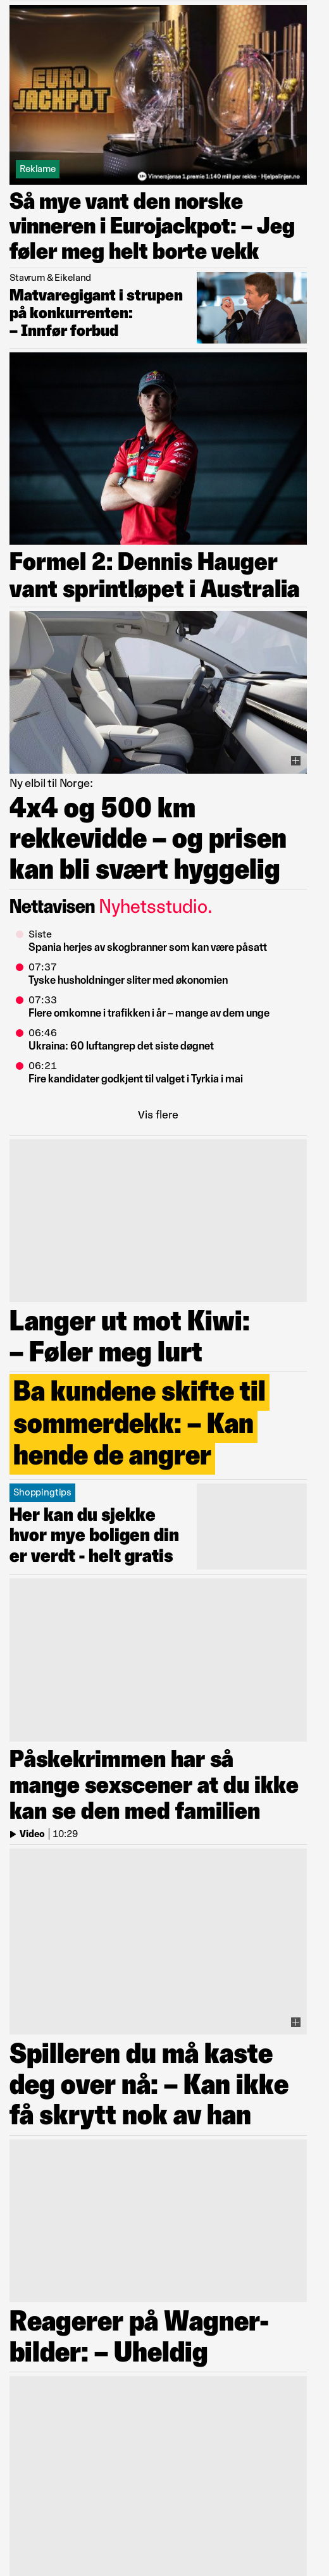 EURO
JACKPOT
Reklame
Vinnersjanse 1.premie 1:140 mill per rekke - Hjelpelinjen.no
Så mye vant den norske
vinneren i Eurojackpot: – Jeg
føler meg helt borte vekk
Stavrum & Eikeland
Matvaregigant i strupen
på konkurrenten:
– Innfør forbud
Formel 2: Dennis Hauger
vant sprintløpet i Australia
Ny elbil til Norge:
4x4 og 500 km
rekkevidde – og prisen
kan bli svært hyggelig
Nettavisen Nyhetsstudio.
Siste
Spania herjes av skogbranner som kan være påsatt
07:37
Tyske husholdninger sliter med økonomien
07:33
Flere omkomne i trafikken i år – mange av dem unge
06:46
Ukraina: 60 luftangrep det siste døgnet
06:21
Fire kandidater godkjent til valget i Tyrkia i mai
Vis flere
Langer ut mot Kiwi:
– Føler meg lurt
Ba kundene skifte til
sommerdekk: – Kan
hende de angrer
Shoppingtips
Her kan du sjekke
hvor mye boligen din
er verdt - helt gratis
Påskekrimmen har så
mange sexscener at du ikke
kan se den med familien
Video | 10:29
Spilleren du må kaste
deg over nå: – Kan ikke
få skrytt nok av han
Reagerer på Wagner-
bilder: – Uheldig